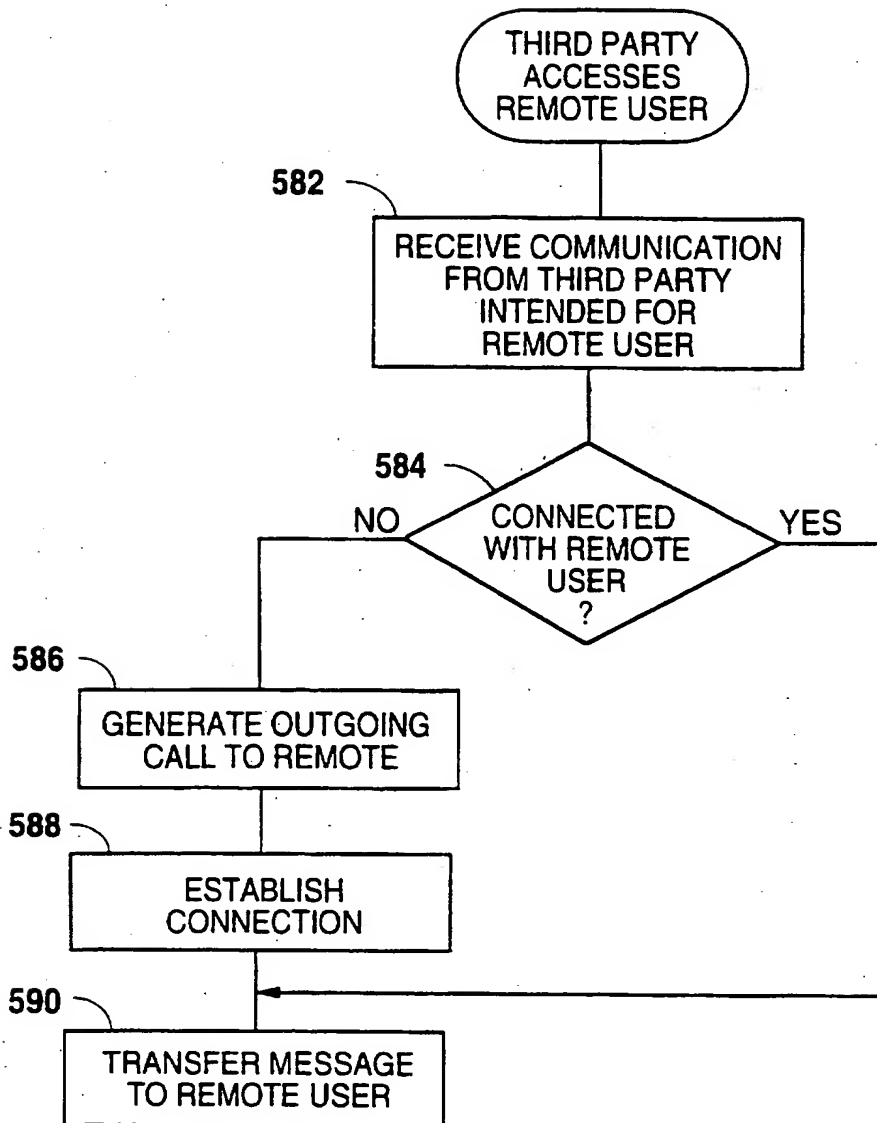 THIRD PARTY
ACCESSES
REMOTE USER
582
RECEIVE COMMUNICATION
FROM THIRD PARTY
INTENDED FOR
REMOTE USER
584
NO
CONNECTED
WITH REMOTE
USER
?
YES
586
GENERATE OUTGOING
CALL TO REMOTE
588
ESTABLISH
CONNECTION
590
TRANSFER MESSAGE
TO REMOTE USER